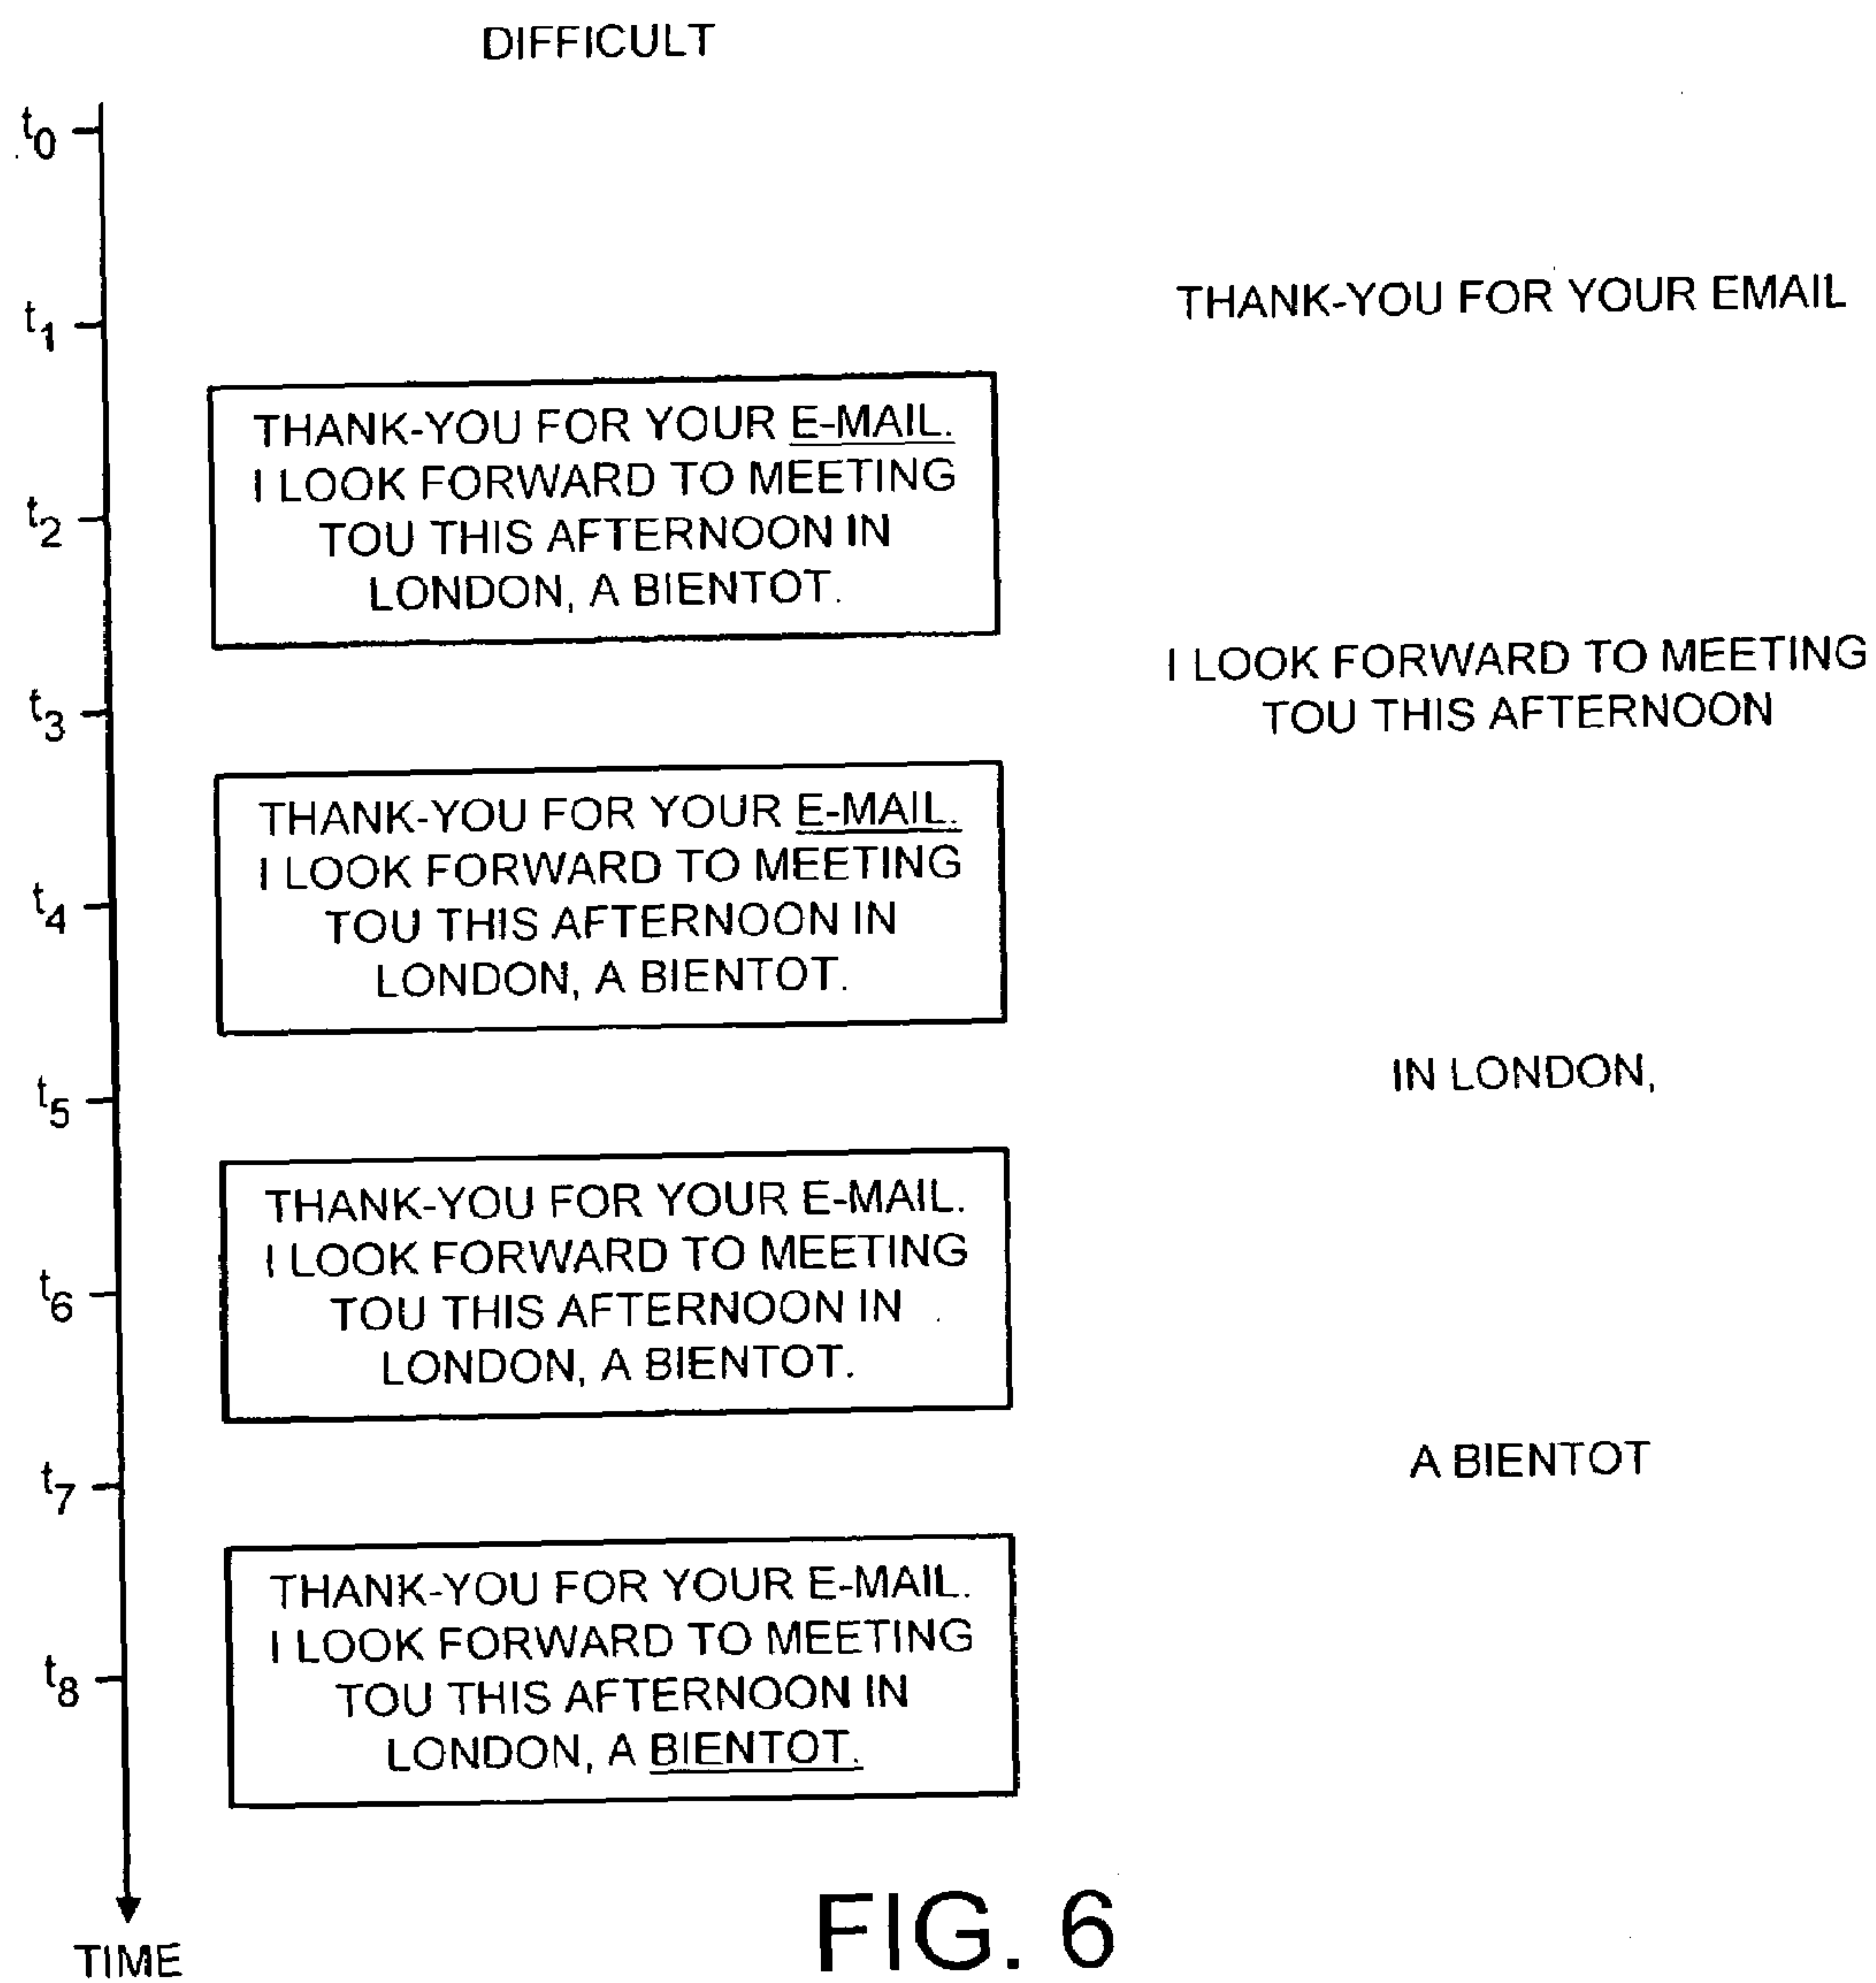 DIFFICULT
t0
THANK-YOU FOR YOUR EMAIL
t1
THANK-YOU FOR YOUR E-MAIL.
I LOOK FORWARD TO MEETING
TOU THIS AFTERNOON IN
LONDON, A BIENTOT.
t2
I LOOK FORWARD TO MEETING
TOU THIS AFTERNOON
t3
THANK-YOU FOR YOUR E-MAIL.
I LOOK FORWARD TO MEETING
TOU THIS AFTERNOON IN
LONDON, A BIENTOT.
t4
IN LONDON,
t5
THANK-YOU FOR YOUR E-MAIL.
I LOOK FORWARD TO MEETING
TOU THIS AFTERNOON IN
LONDON, A BIENTOT.
t6
A BIENTOT
t7
THANK-YOU FOR YOUR E-MAIL.
I LOOK FORWARD TO MEETING
TOU THIS AFTERNOON IN
LONDON, A BIENTOT.
t8
TIME
FIG. 6